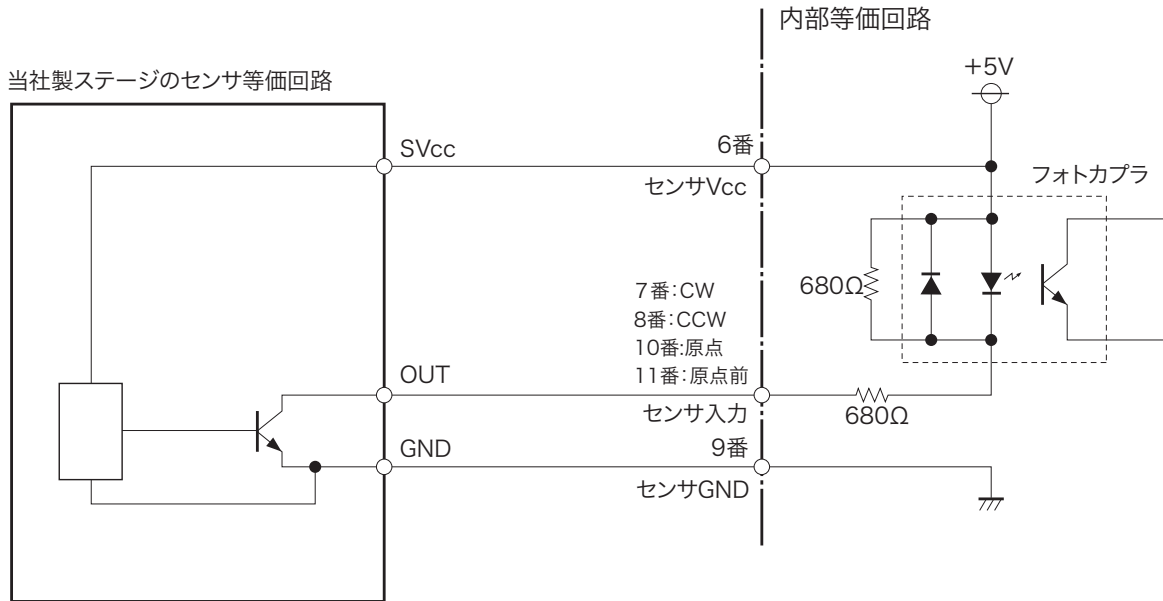 内部等価回路
当社製ステージのセンサ等価回路
+5V
SVcc
6番
センサVcc
フォトカプラ
680Ω
7番：CW
8番：CCW
10番:原点
11番：原点前
OUT
センサ入力
680Ω
GND
9番
センサGND